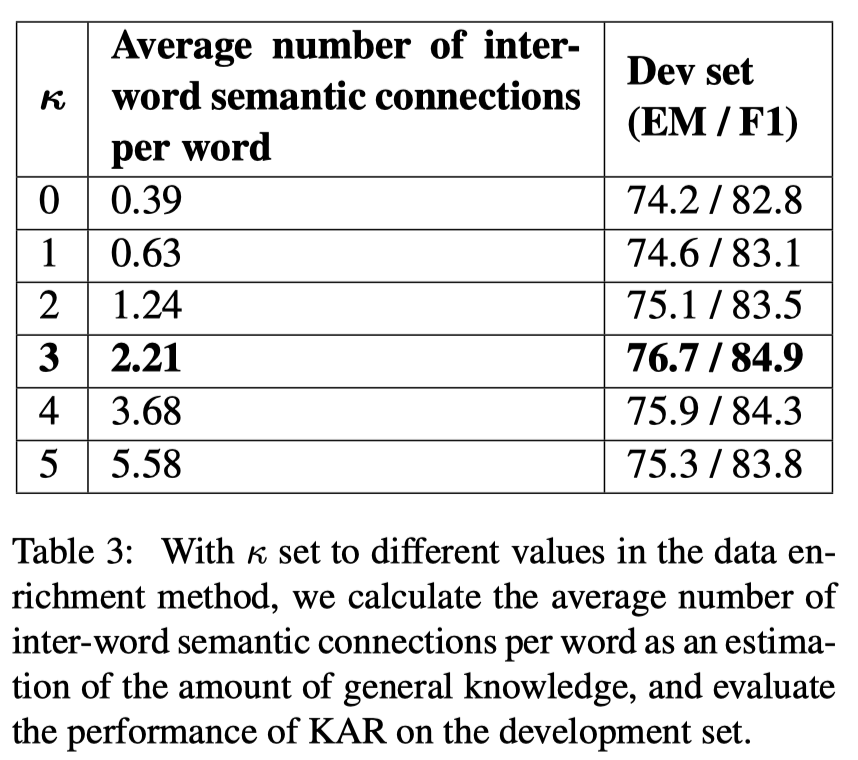 κ
Average number of inter-
word semantic connections
per word
Dev set
(EM / F1)
0 0.39 74.2 / 82.8
1 0.63 74.6 / 83.1
2 1.24 75.1 / 83.5
3 2.21 76.7 / 84.9
4 3.68 75.9 / 84.3
5 5.58 75.3 / 83.8
Table 3: With κ set to different values in the data en-
richment method, we calculate the average number of
inter-word semantic connections per word as an estima-
tion of the amount of general knowledge, and evaluate
the performance of KAR on the development set.